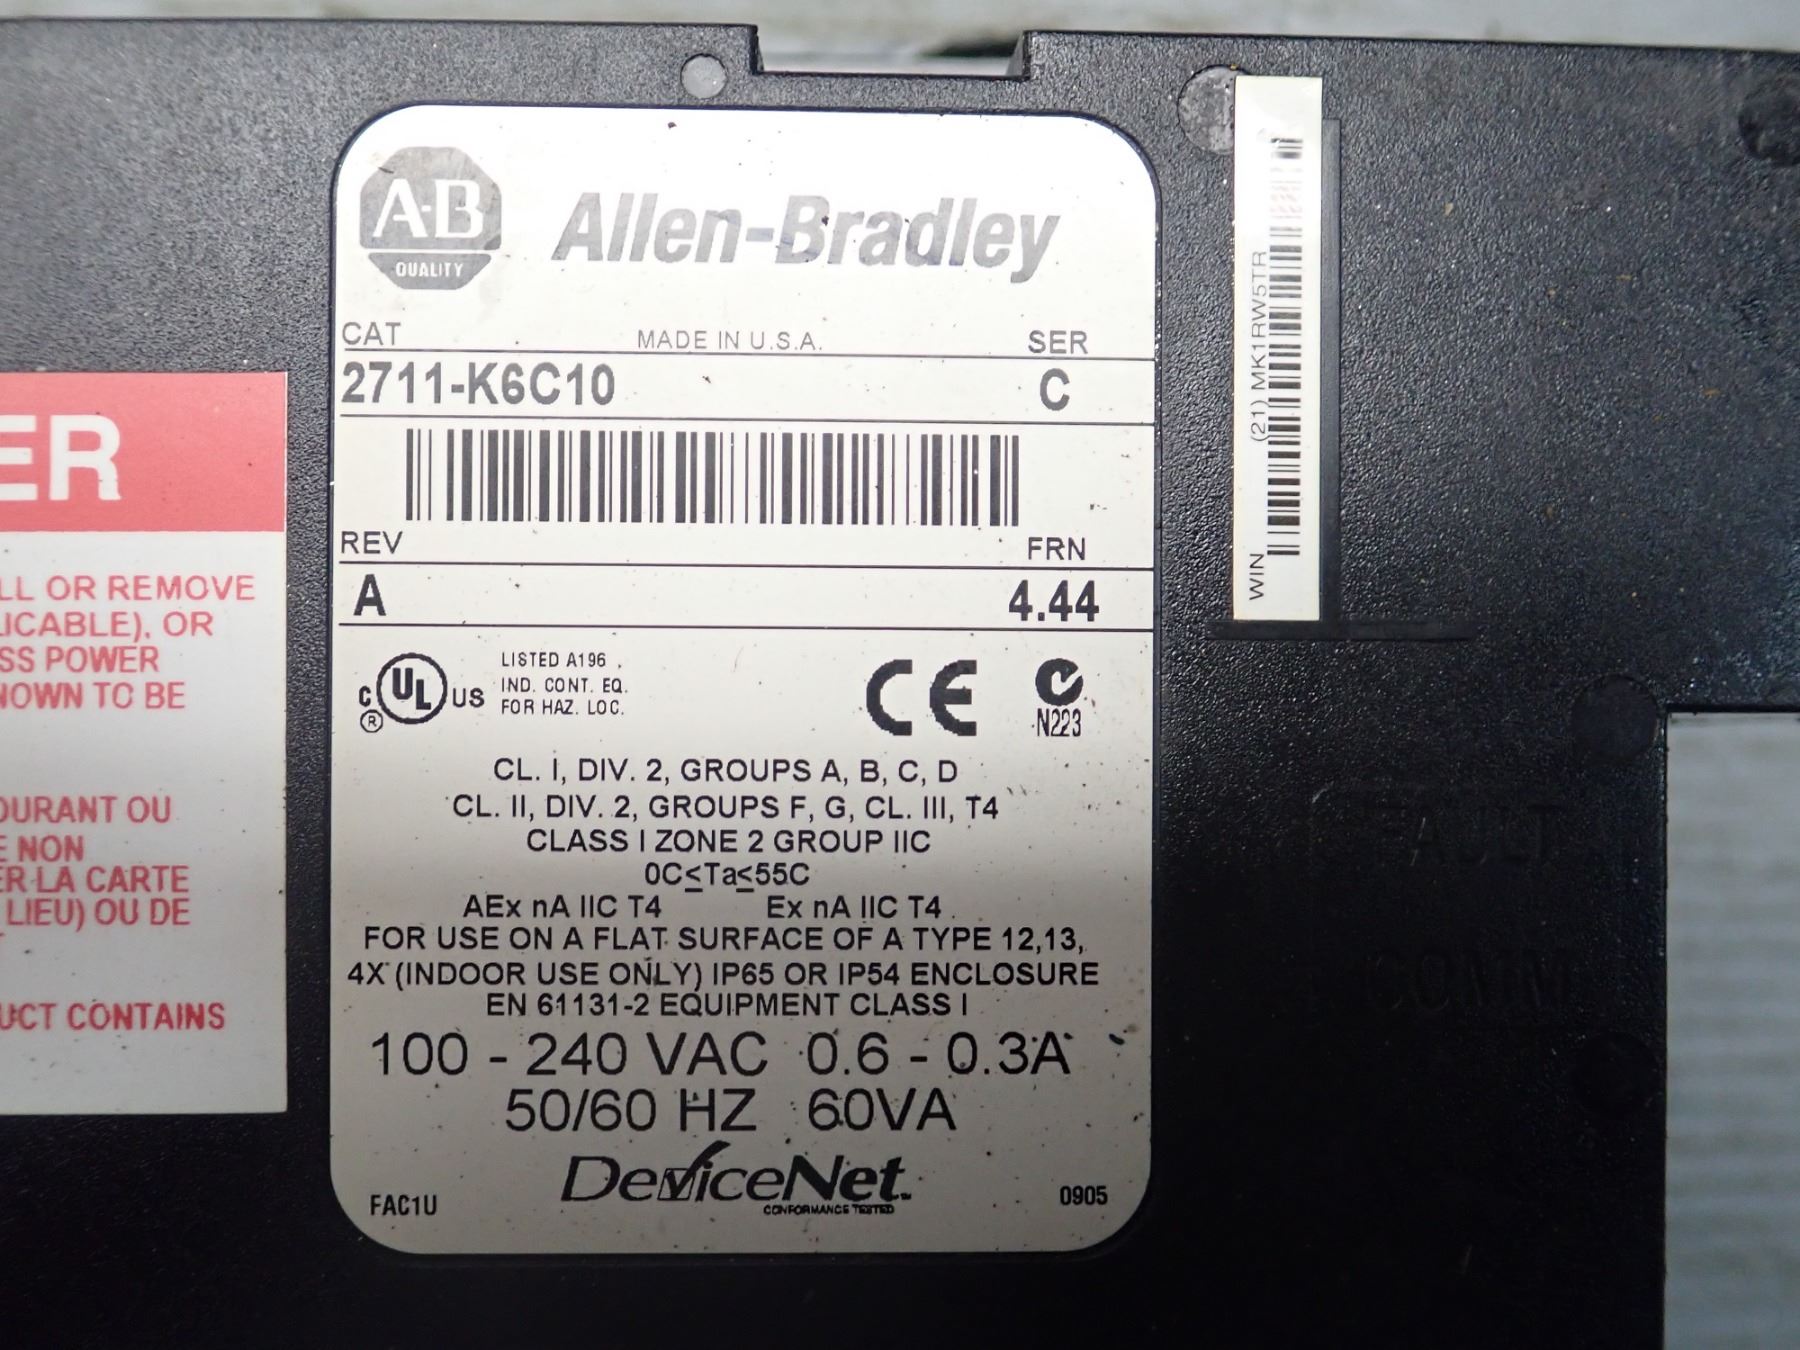 A-B
QUALITY
Allen-Bradley
CAT MADE IN U.S.A. SER
2711-K6C10 C
REV FRN
A 4.44
C UL US
®
LISTED A196
IND. CONT. EQ.
FOR HAZ. LOC.
CE
N223
CL. I, DIV. 2, GROUPS A, B, C, D
CL. II, DIV. 2, GROUPS F, G, CL. III, T4
CLASS I ZONE 2 GROUP IIC
0C≤Ta≤55C
AEx nA IIC T4 Ex nA IIC T4
FOR USE ON A FLAT SURFACE OF A TYPE 12,13,
4X (INDOOR USE ONLY) IP65 OR IP54 ENCLOSURE
EN 61131-2 EQUIPMENT CLASS I
100 - 240 VAC 0.6 - 0.3A
50/60 HZ 60VA
DeviceNet.
CONFORMANCE TESTED
FAC1U 0905
WIN (21) MK1RW5TR
FAULT
COMM
ER
LL OR REMOVE
LICABLE), OR
SS POWER
NOWN TO BE
OURANT OU
E NON
ER LA CARTE
LIEU) OU DE
UCT CONTAINS